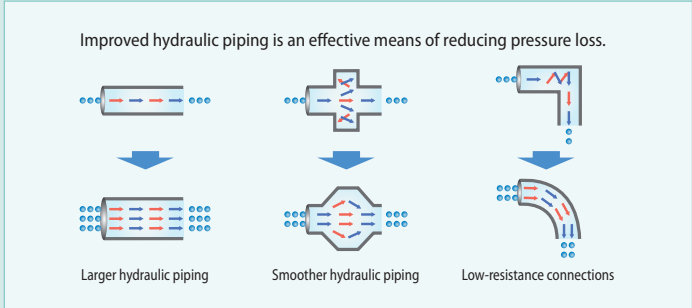 Improved hydraulic piping is an effective means of reducing pressure loss.
Larger hydraulic piping
Smoother hydraulic piping
Low-resistance connections